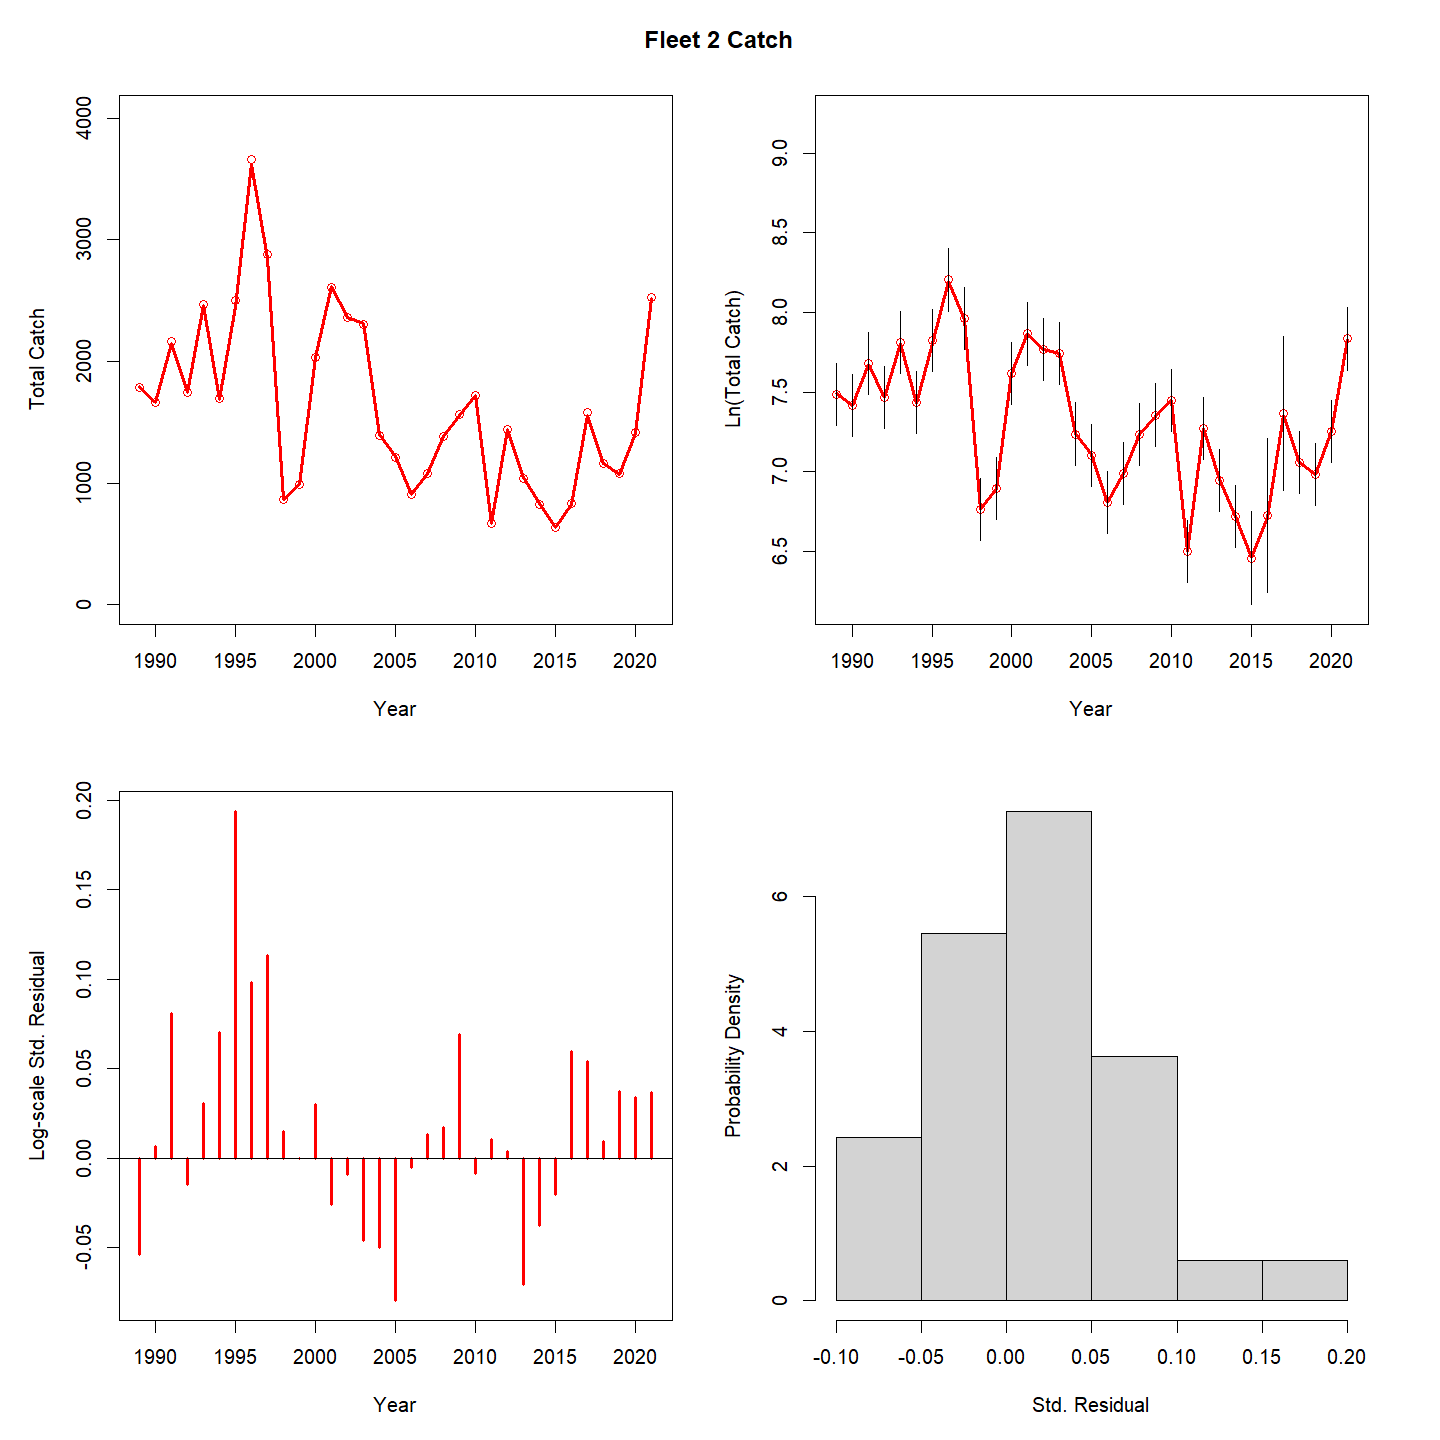 Fleet 2 Catch
Total Catch
4000
3000
2000
1000
0
1990 1995 2000 2005 2010 2015 2020
Year
Ln(Total Catch)
9.0
8.5
8.0
7.5
7.0
6.5
1990 1995 2000 2005 2010 2015 2020
Year
Log-scale Std. Residual
0.20
0.15
0.10
0.05
0.00
-0.05
1990 1995 2000 2005 2010 2015 2020
Year
Probability Density
6
4
2
0
-0.10 -0.05 0.00 0.05 0.10 0.15 0.20
Std. Residual